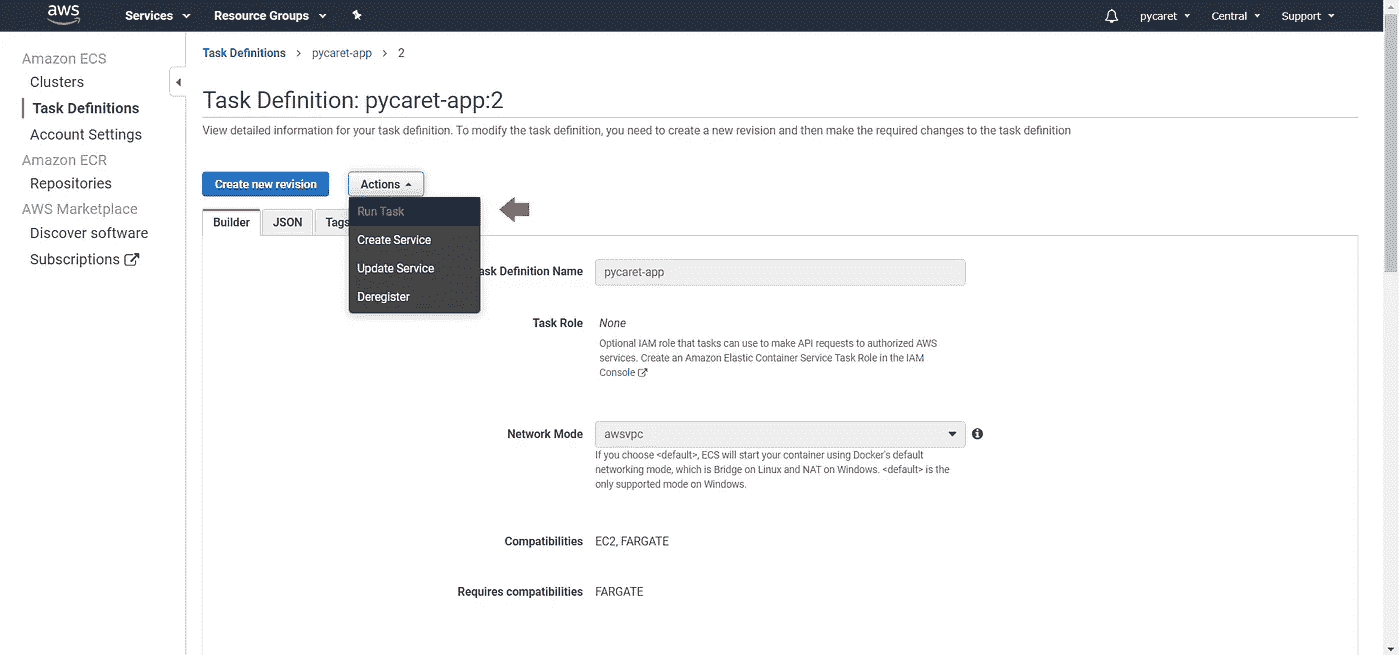 aws
Services
Resource Groups
pycaret
Central
Support
Amazon ECS
Clusters
Task Definitions
Account Settings
Amazon ECR
Repositories
AWS Marketplace
Discover software
Subscriptions
Task Definitions > pycaret-app > 2
Task Definition: pycaret-app:2
View detailed information for your task definition. To modify the task definition, you need to create a new revision and then make the required changes to the task definition
Create new revision
Actions
Run Task
Create Service
Update Service
Deregister
Builder
JSON
Tags
ask Definition Name
pycaret-app
Task Role
None
Optional IAM role that tasks can use to make API requests to authorized AWS
services. Create an Amazon Elastic Container Service Task Role in the IAM
Console
Network Mode
awsvpc
If you choose <default>, ECS will start your container using Docker's default
networking mode, which is Bridge on Linux and NAT on Windows. <default> is the
only supported mode on Windows.
Compatibilities
EC2, FARGATE
Requires compatibilities
FARGATE